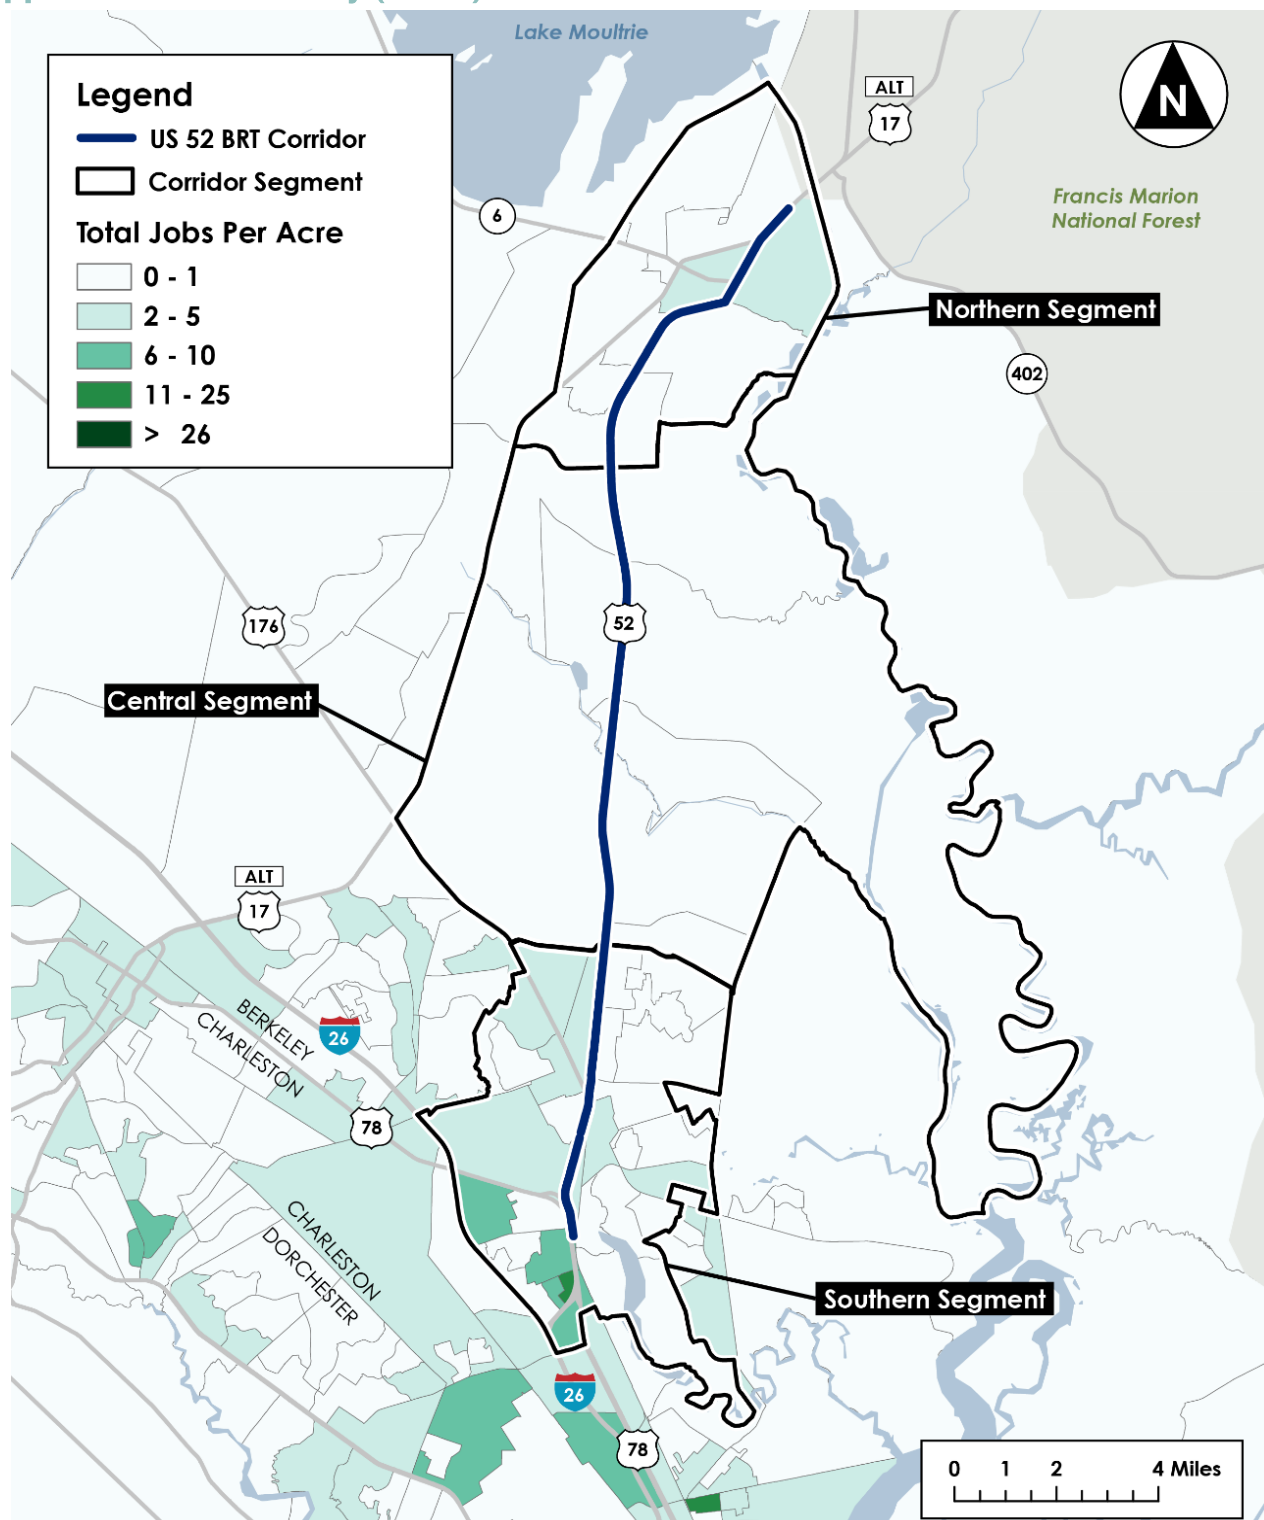 Lake Moultrie
Legend
US 52 BRT Corridor
Corridor Segment
Total Jobs Per Acre
0 - 1
2 - 5
6 - 10
11 - 25
> 26
ALT
17
N
Francis Marion
National Forest
6
Northern Segment
402
176
52
Central Segment
ALT
17
BERKELEY
CHARLESTON
26
78
CHARLESTON
DORCHESTER
Southern Segment
26
78
0 1 2 4 Miles